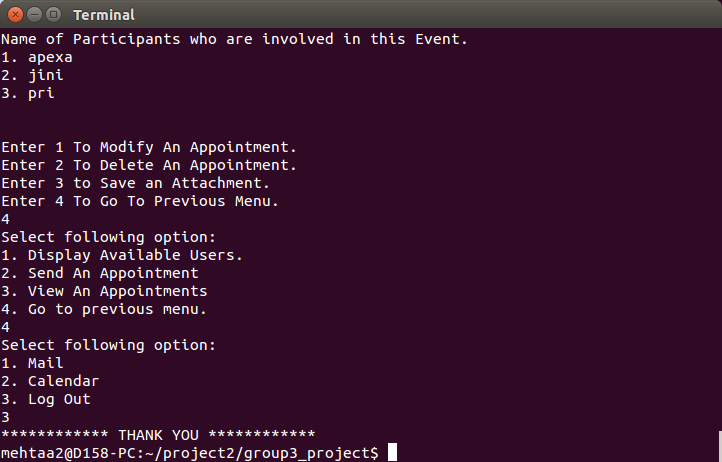 Terminal
Name of Participants who are involved in this Event.
1. apexa
2. jini
3. pri
Enter 1 To Modify An Appointment.
Enter 2 To Delete An Appointment.
Enter 3 to Save an Attachment.
Enter 4 To Go To Previous Menu.
4
Select following option:
1. Display Available Users.
2. Send An Appointment
3. View An Appointments
4. Go to previous menu.
4
Select following option:
1. Mail
2. Calendar
3. Log Out
3
************ THANK YOU ************
mehtaa2@D158-PC:~/project2/group3_project$